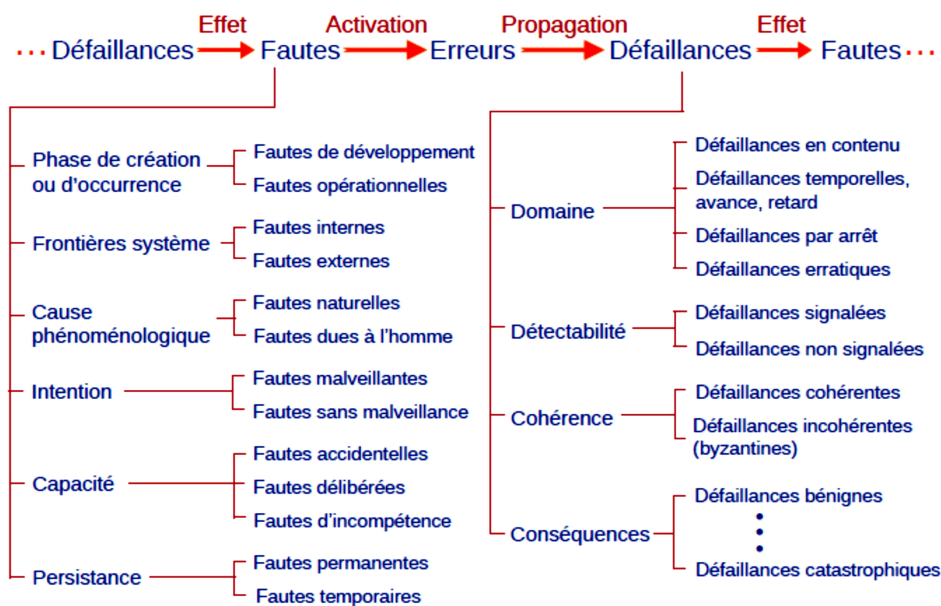 Effet Activation Propagation Effet
... Défaillances Fautes Erreurs Défaillances Fautes ...
Phase de création
ou d'occurrence
Fautes de développement
Fautes opérationnelles
Frontières système
Fautes internes
Fautes externes
Cause
phénoménologique
Fautes naturelles
Fautes dues à l'homme
Intention
Fautes malveillantes
Fautes sans malveillance
Capacité
Fautes accidentelles
Fautes délibérées
Fautes d'incompétence
Persistance
Fautes permanentes
Fautes temporaires
Domaine
Défaillances en contenu
Défaillances temporelles,
avance, retard
Défaillances par arrêt
Défaillances erratiques
Détectabilité
Défaillances signalées
Défaillances non signalées
Cohérence
Défaillances cohérentes
Défaillances incohérentes
(byzantines)
Conséquences
Défaillances bénignes
Défaillances catastrophiques